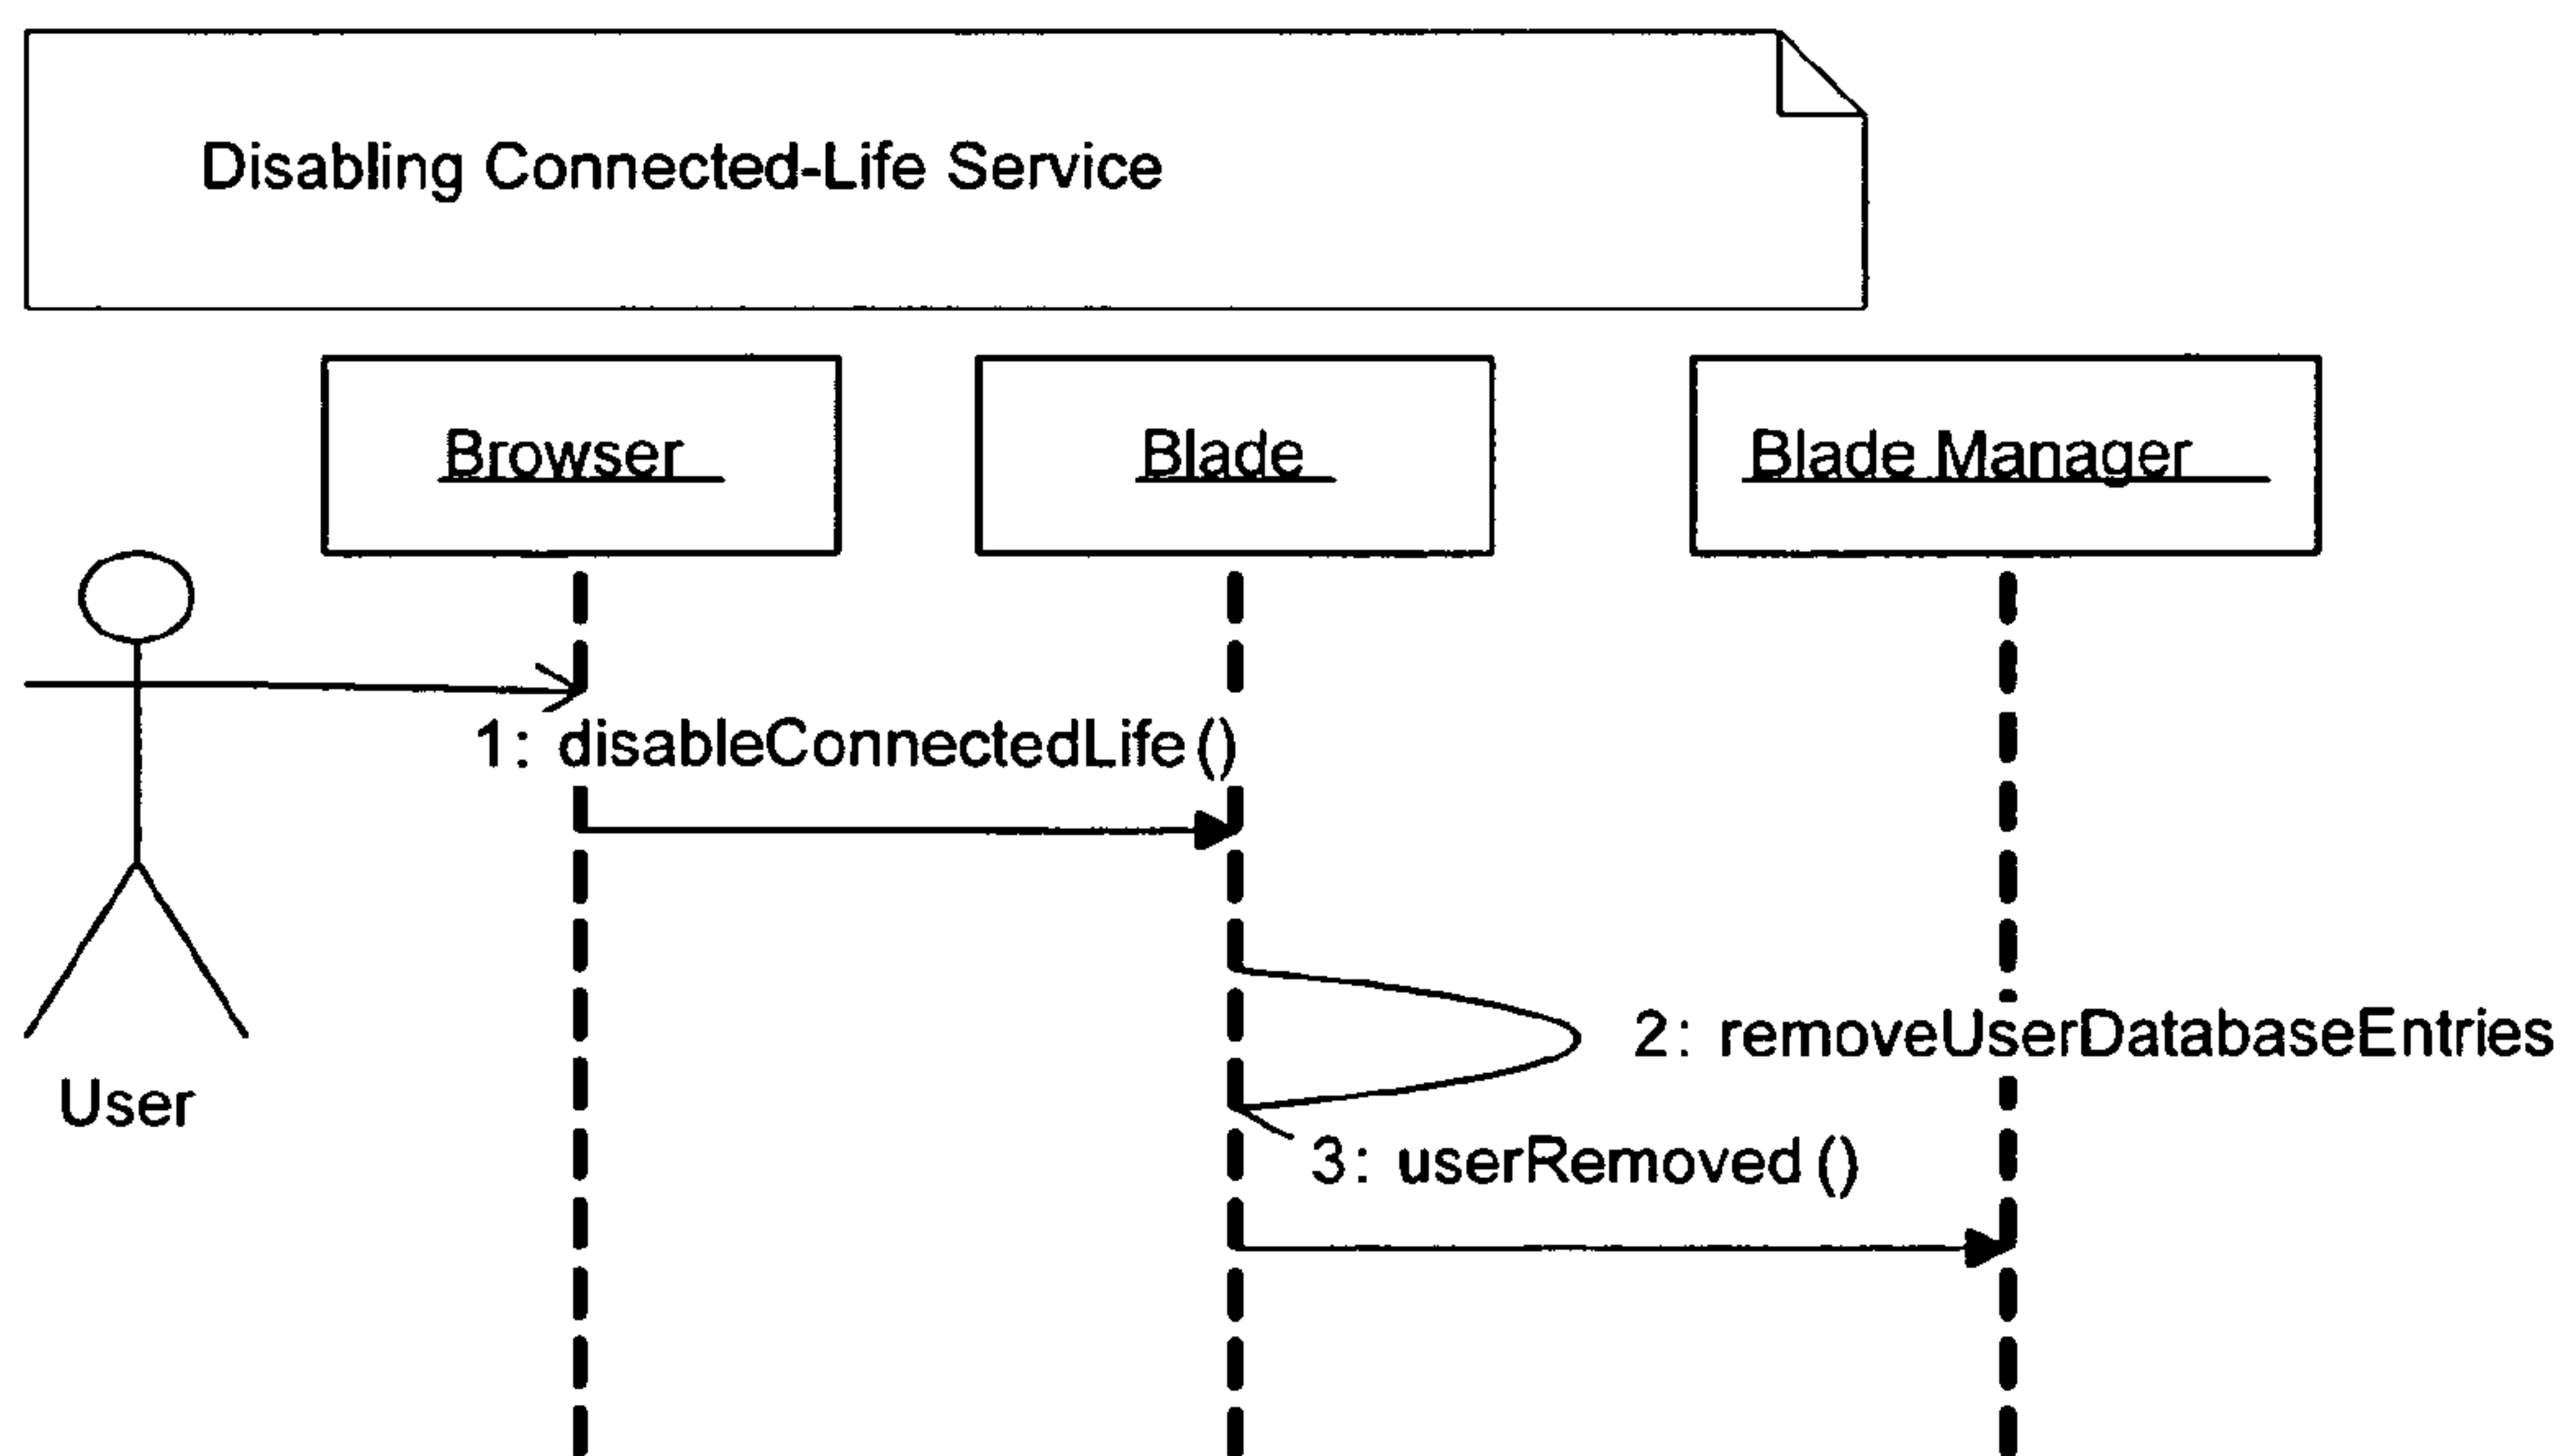 Disabling Connected-Life Service
Browser
Blade
Blade Manager
1: disableConnectedLife()
2: removeUserDatabaseEntries
User
3: userRemoved()